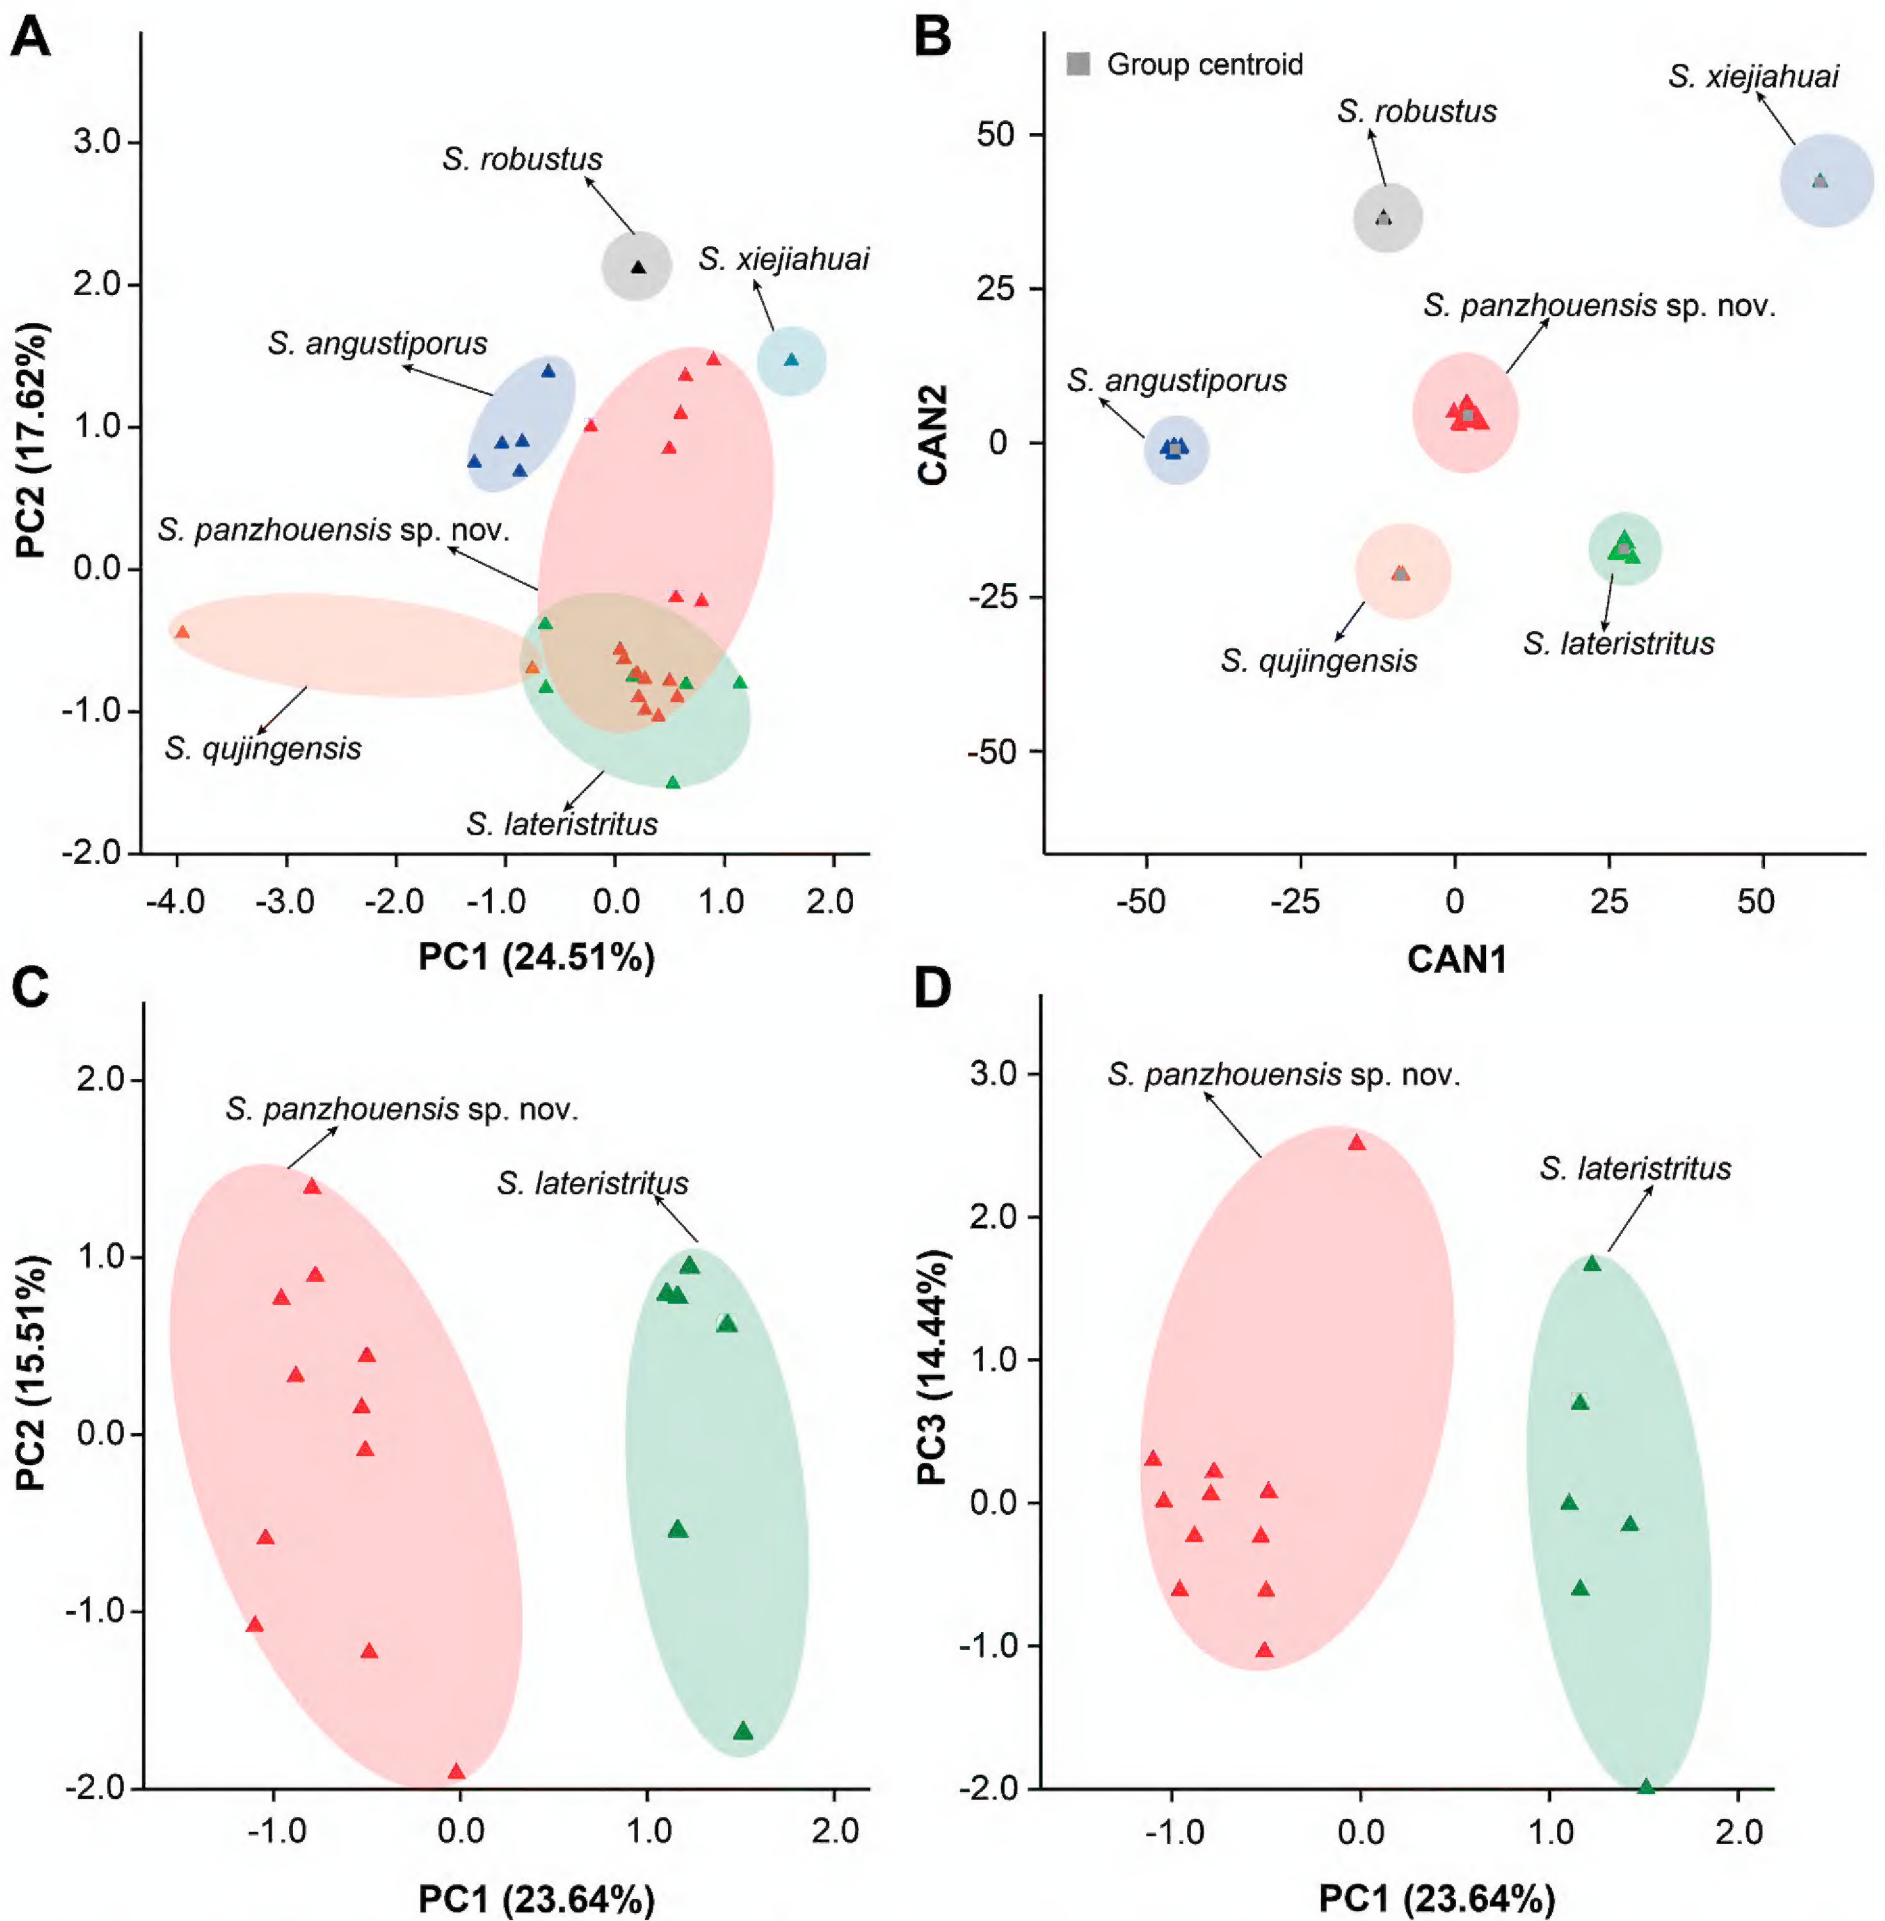 A
3.0
2.0
1.0
0.0
-1.0
-2.0
PC2 (17.62%)
S. robustus
S. xiejiahuai
S. angustiporus
S. panzhouensis sp. nov.
S. qujingensis
S. lateristritus
-4.0 -3.0 -2.0 -1.0 0.0 1.0 2.0
PC1 (24.51%)
B
Group centroid
50
25
0
-25
-50
CAN2
S. xiejiahuai
S. robustus
S. panzhouensis sp. nov.
S. angustiporus
S. lateristritus
S. qujingensis
-50 -25 0 25 50
CAN1
C
2.0
1.0
0.0
-1.0
-2.0
PC2 (15.51%)
S. panzhouensis sp. nov.
S. lateristritus
-1.0 0.0 1.0 2.0
PC1 (23.64%)
D
3.0
2.0
1.0
0.0
-1.0
-2.0
PC3 (14.44%)
S. panzhouensis sp. nov.
S. lateristritus
-1.0 0.0 1.0 2.0
PC1 (23.64%)